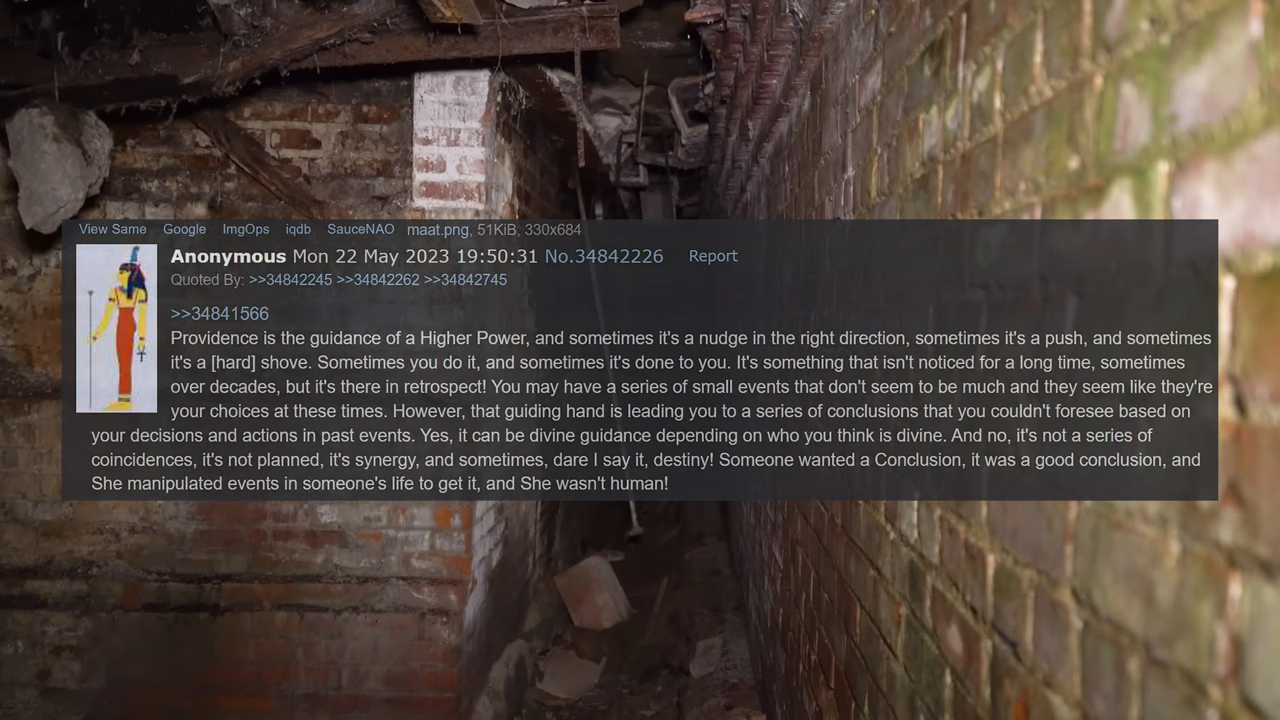 View Same Google ImgOps iqdb SauceNAO maat.png, 51KiB, 330x684
Anonymous Mon 22 May 2023 19:50:31 No.34842226 Report
Quoted By: >>34842245 >>34842262 >>34842745
>>34841566
Providence is the guidance of a Higher Power, and sometimes it's a nudge in the right direction, sometimes it's a push, and sometimes
it's a [hard] shove. Sometimes you do it, and sometimes it's done to you. It's something that isn't noticed for a long time, sometimes
over decades, but it's there in retrospect! You may have a series of small events that don't seem to be much and they seem like they're
your choices at these times. However, that guiding hand is leading you to a series of conclusions that you couldn't foresee based on
your decisions and actions in past events. Yes, it can be divine guidance depending on who you think is divine. And no, it's not a series of
coincidences, it's not planned, it's synergy, and sometimes, dare I say it, destiny! Someone wanted a Conclusion, it was a good conclusion, and
She manipulated events in someone's life to get it, and She wasn't human!